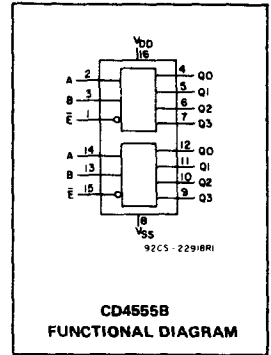 VDD
16
A 2 4 Q0
5 Q1
B 3 6 Q2
E̅ 1 7 Q3
A 14 12 Q0
11 Q1
B 13 10 Q2
E̅ 15 9 Q3
8
VSS
92CS-22918R1
CD4555B
FUNCTIONAL DIAGRAM